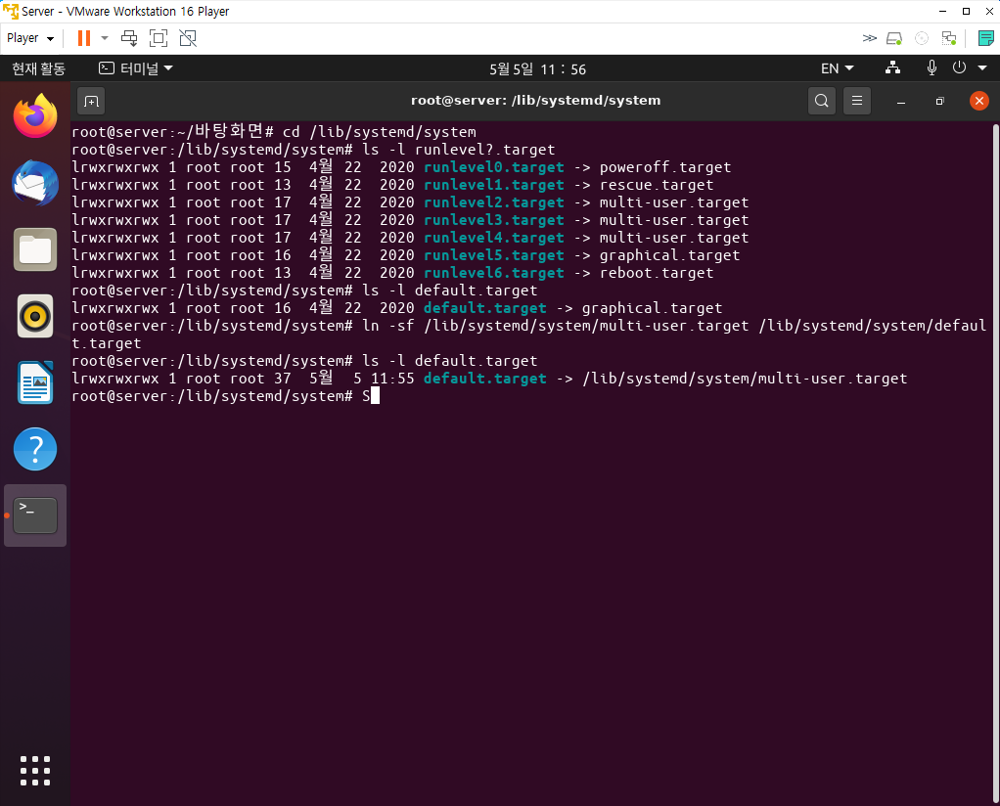 Server - VMware Workstation 16 Player
Player
현재 활동 터미널 5월 5일 11 : 56 EN
root@server: /lib/systemd/system
root@server:~/바탕화면# cd /lib/systemd/system
root@server:/lib/systemd/system# ls -l runlevel?.target
lrwxrwxrwx 1 root root 15  4월 22  2020 runlevel0.target -> poweroff.target
lrwxrwxrwx 1 root root 13  4월 22  2020 runlevel1.target -> rescue.target
lrwxrwxrwx 1 root root 17  4월 22  2020 runlevel2.target -> multi-user.target
lrwxrwxrwx 1 root root 17  4월 22  2020 runlevel3.target -> multi-user.target
lrwxrwxrwx 1 root root 17  4월 22  2020 runlevel4.target -> multi-user.target
lrwxrwxrwx 1 root root 16  4월 22  2020 runlevel5.target -> graphical.target
lrwxrwxrwx 1 root root 13  4월 22  2020 runlevel6.target -> reboot.target
root@server:/lib/systemd/system# ls -l default.target
lrwxrwxrwx 1 root root 16  4월 22  2020 default.target -> graphical.target
root@server:/lib/systemd/system# ln -sf /lib/systemd/system/multi-user.target /lib/systemd/system/defaul
t.target
root@server:/lib/systemd/system# ls -l default.target
lrwxrwxrwx 1 root root 37  5월  5 11:55 default.target -> /lib/systemd/system/multi-user.target
root@server:/lib/systemd/system# S